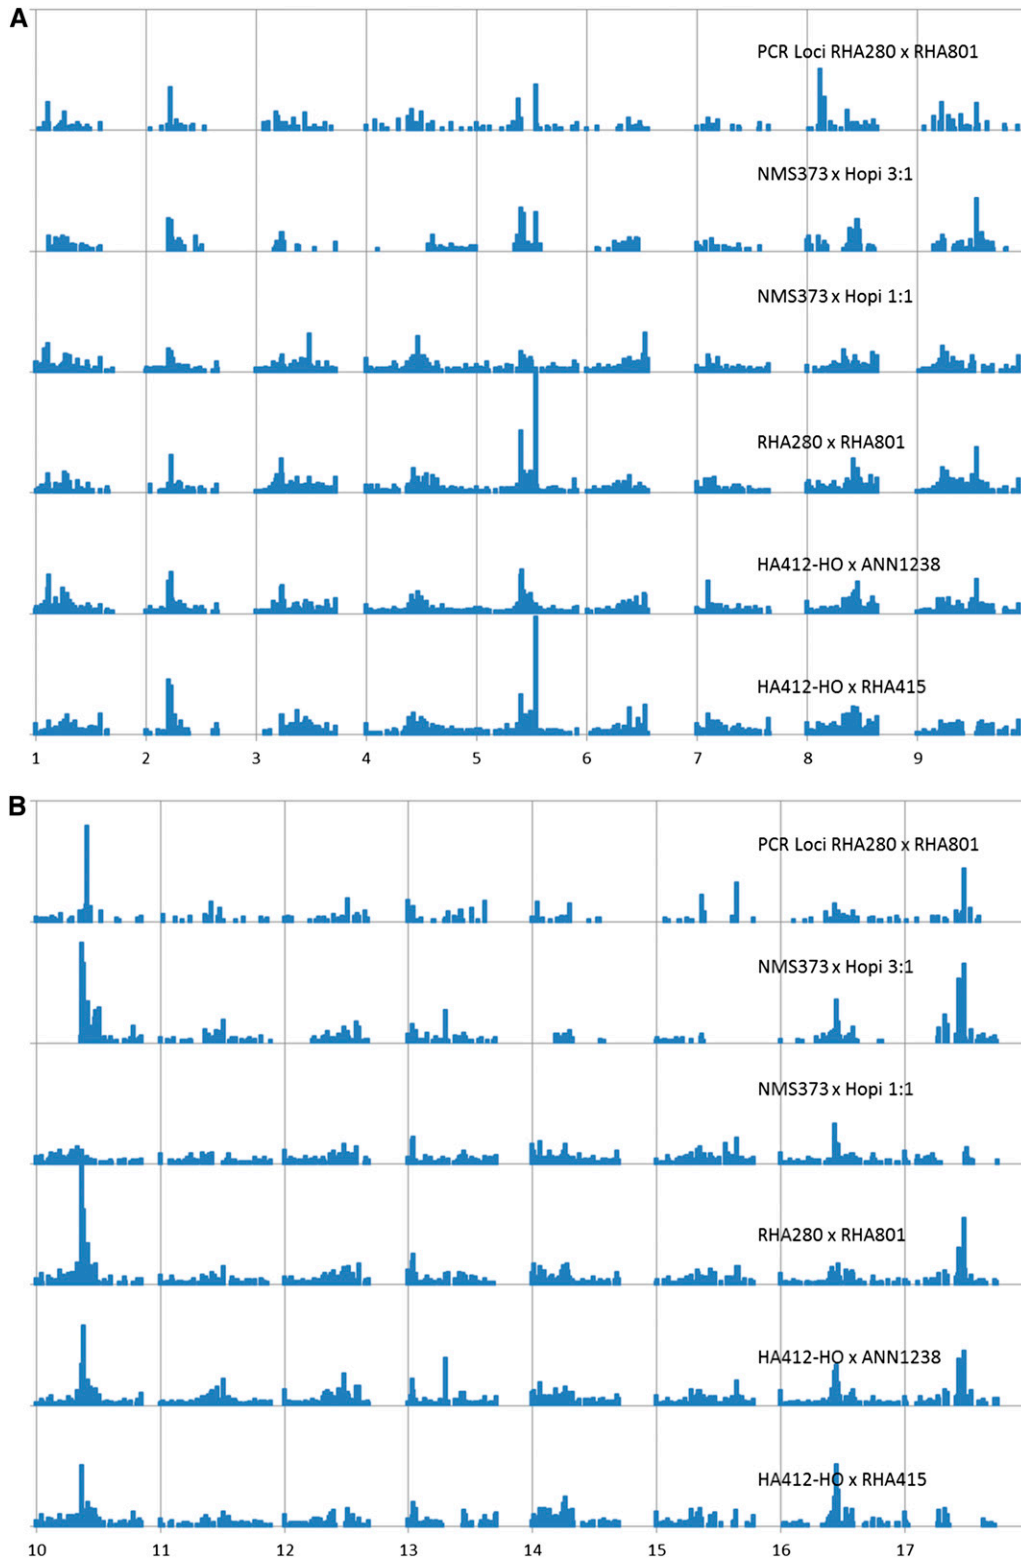 A
PCR Loci RHA280 x RHA801
NMS373 x Hopi 3:1
NMS373 x Hopi 1:1
RHA280 x RHA801
HA412-HO x ANN1238
HA412-HO x RHA415
1 2 3 4 5 6 7 8 9
B
PCR Loci RHA280 x RHA801
NMS373 x Hopi 3:1
NMS373 x Hopi 1:1
RHA280 x RHA801
HA412-HO x ANN1238
HA412-HO x RHA415
10 11 12 13 14 15 16 17